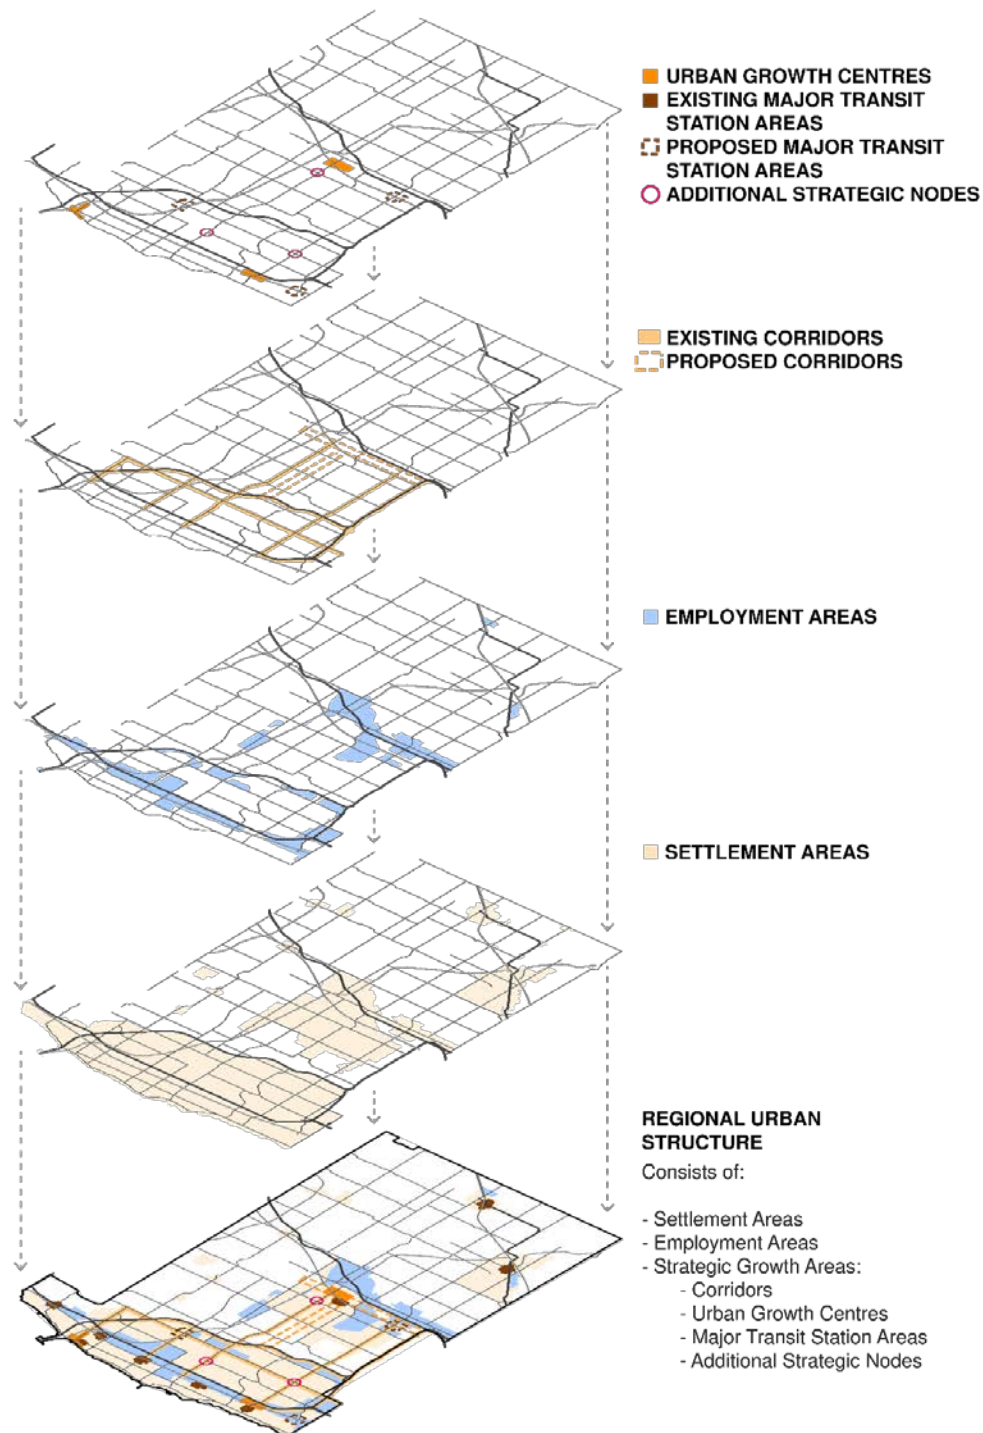 URBAN GROWTH CENTRES
EXISTING MAJOR TRANSIT
STATION AREAS
PROPOSED MAJOR TRANSIT
STATION AREAS
ADDITIONAL STRATEGIC NODES
EXISTING CORRIDORS
PROPOSED CORRIDORS
EMPLOYMENT AREAS
SETTLEMENT AREAS
REGIONAL URBAN
STRUCTURE
Consists of:
- Settlement Areas
- Employment Areas
- Strategic Growth Areas:
- Corridors
- Urban Growth Centres
- Major Transit Station Areas
- Additional Strategic Nodes